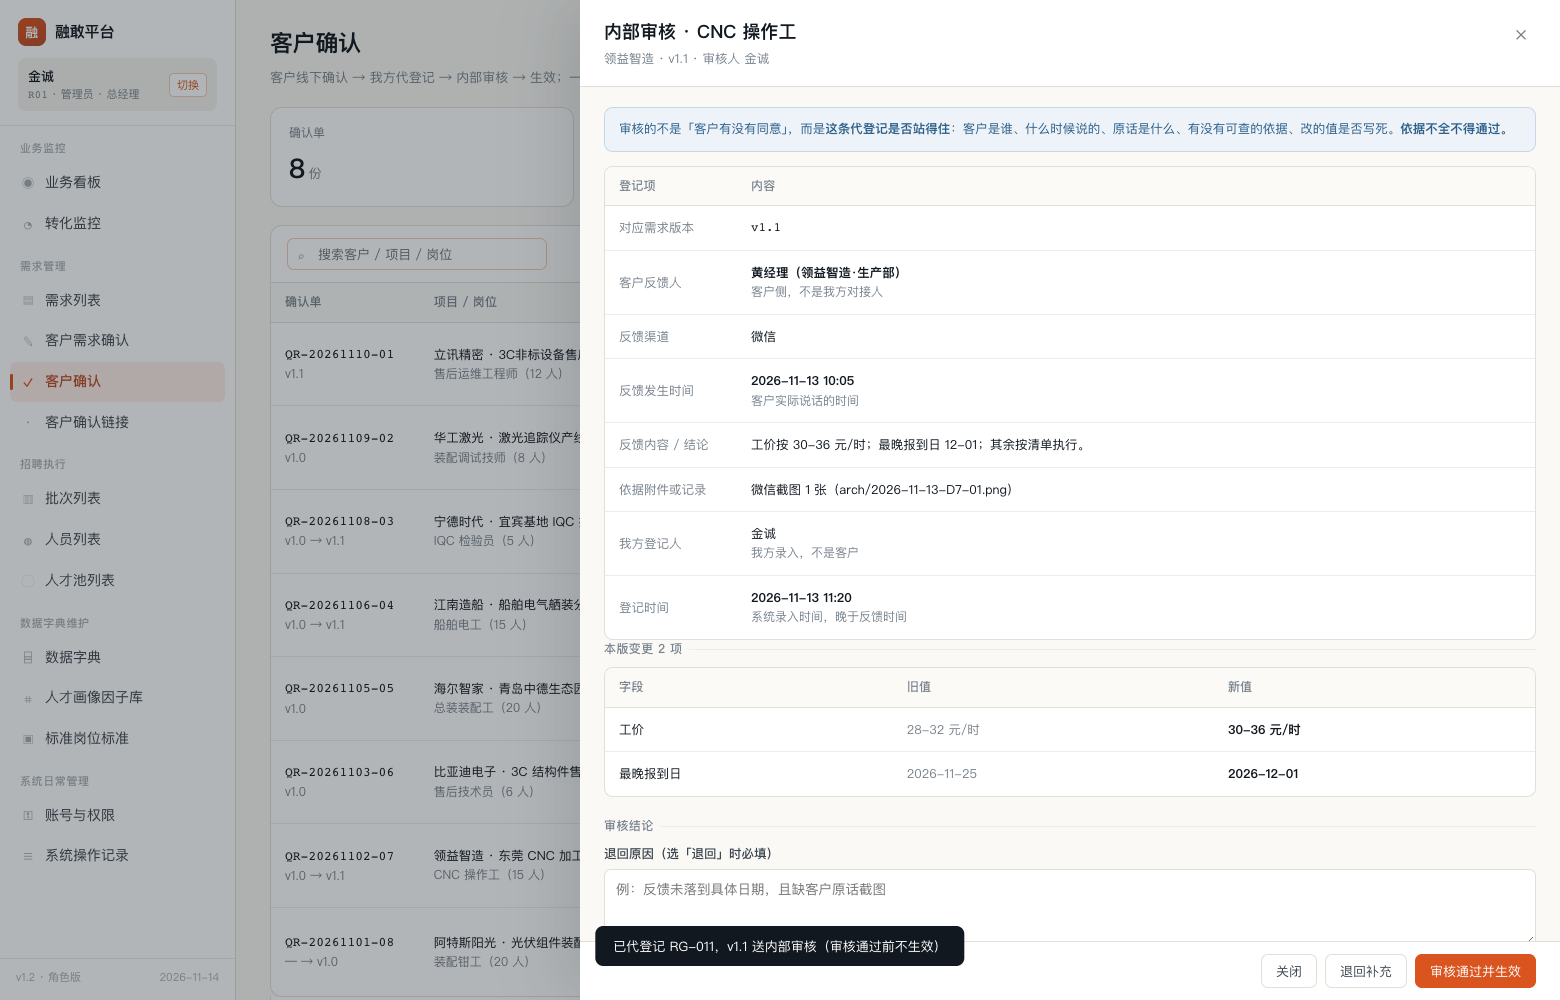 融 融敢平台
金诚
R01 · 管理员 · 总经理
切换
业务监控
业务看板
转化监控
需求管理
需求列表
客户需求确认
客户确认
客户确认链接
招聘执行
批次列表
人员列表
人才池列表
数据字典维护
数据字典
人才画像因子库
标准岗位标准
系统日常管理
账号与权限
系统操作记录
v1.2 · 角色版 2026-11-14
客户确认
客户线下确认 → 我方代登记 → 内部审核 → 生效；一
确认单
8 份
搜索客户 / 项目 / 岗位
确认单 项目 / 岗位
QR-20261110-01 立讯精密 · 3C非标设备售
v1.1 售后运维工程师（12 人）
QR-20261109-02 华工激光 · 激光追踪仪产线
v1.0 装配调试技师（8 人）
QR-20261108-03 宁德时代 · 宜宾基地 IQC
v1.0 → v1.1 IQC 检验员（5 人）
QR-20261106-04 江南造船 · 船舶电气舾装分
v1.0 → v1.1 船舶电工（15 人）
QR-20261105-05 海尔智家 · 青岛中德生态园
v1.0 总装装配工（20 人）
QR-20261103-06 比亚迪电子 · 3C 结构件售
v1.0 售后技术员（6 人）
QR-20261102-07 领益智造 · 东莞 CNC 加工
v1.0 → v1.1 CNC 操作工（15 人）
QR-20261101-08 阿特斯阳光 · 光伏组件装配
— → v1.0 装配钳工（20 人）
内部审核 · CNC 操作工
领益智造 · v1.1 · 审核人 金诚
审核的不是「客户有没有同意」，而是这条代登记是否站得住：客户是谁、什么时候说的、原话是什么、有没有可查的依据、改的值是否写死。依据不全不得通过。
登记项 内容
对应需求版本 v1.1
客户反馈人 黄经理（领益智造·生产部）
客户侧，不是我方对接人
反馈渠道 微信
反馈发生时间 2026-11-13 10:05
客户实际说话的时间
反馈内容 / 结论 工价按 30-36 元/时；最晚报到日 12-01；其余按清单执行。
依据附件或记录 微信截图 1 张（arch/2026-11-13-D7-01.png）
我方登记人 金诚
我方录入，不是客户
登记时间 2026-11-13 11:20
系统录入时间，晚于反馈时间
本版变更 2 项
字段 旧值 新值
工价 28-32 元/时 30-36 元/时
最晚报到日 2026-11-25 2026-12-01
审核结论
退回原因（选「退回」时必填）
例：反馈未落到具体日期，且缺客户原话截图
已代登记 RG-011，v1.1 送内部审核（审核通过前不生效）
关闭 退回补充 审核通过并生效